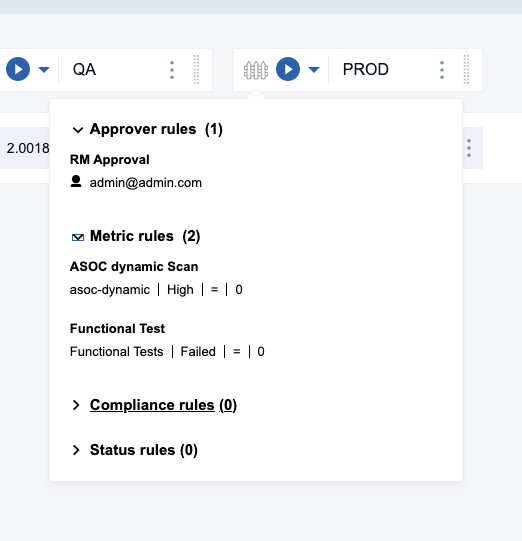 QA
PROD
2.0018
Approver rules (1)
RM Approval
admin@admin.com
Metric rules (2)
ASOC dynamic Scan
asoc-dynamic | High | = | 0
Functional Test
Functional Tests | Failed | = | 0
Compliance rules (0)
Status rules (0)